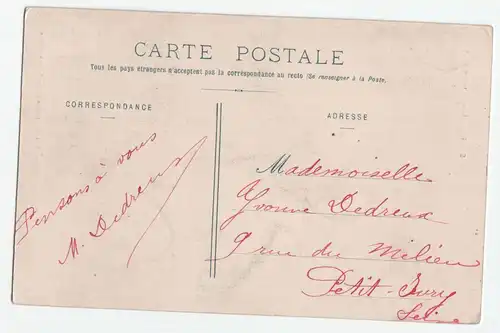 CARTE POSTALE
Tous les pays étrangers n'acceptent pas la correspondance au recto (Se renseigner à la Poste.
CORRESPONDANCE
Pensons à vous
M. Dedreux
ADRESSE
Mademoiselle
Yvonne Dedreux
9 rue du Milieu
Petit-Ivry
Seine